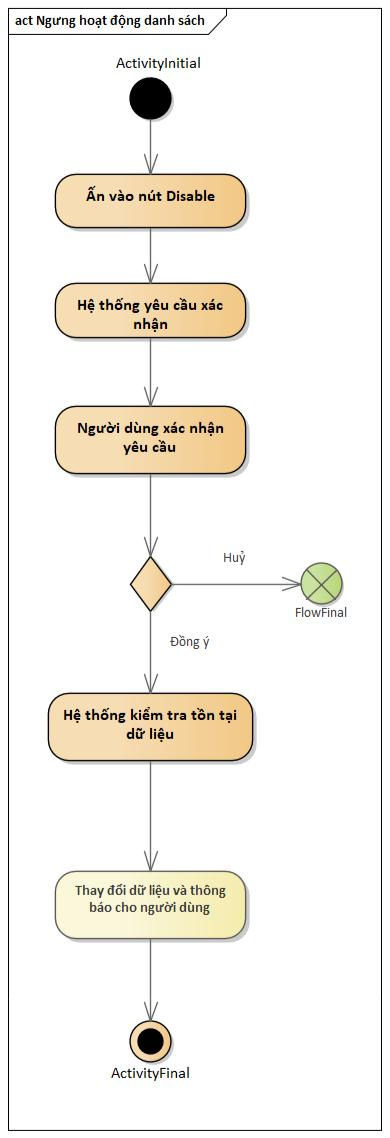 act Ngưng hoạt động danh sách
ActivityInitial
Ấn vào nút Disable
Hệ thống yêu cầu xác
nhận
Người dùng xác nhận
yêu cầu
Huỷ
FlowFinal
Đồng ý
Hệ thống kiểm tra tồn tại
dữ liệu
Thay đổi dữ liệu và thông
báo cho người dùng
ActivityFinal